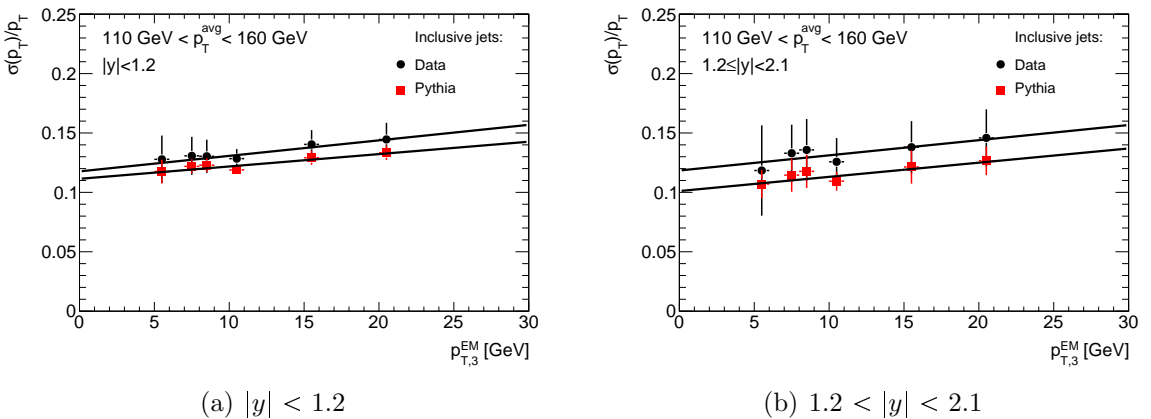 σ(p_T)/p_T
0.25
0.2
0.15
0.1
0.05
0
110 GeV < p_T^avg < 160 GeV
|y|<1.2
Inclusive jets:
Data
Pythia
0 5 10 15 20 25 30
p_{T,3}^{EM} [GeV]
(a) |y| < 1.2
σ(p_T)/p_T
0.25
0.2
0.15
0.1
0.05
0
110 GeV < p_T^avg < 160 GeV
1.2≤|y|<2.1
Inclusive jets:
Data
Pythia
0 5 10 15 20 25 30
p_{T,3}^{EM} [GeV]
(b) 1.2 < |y| < 2.1